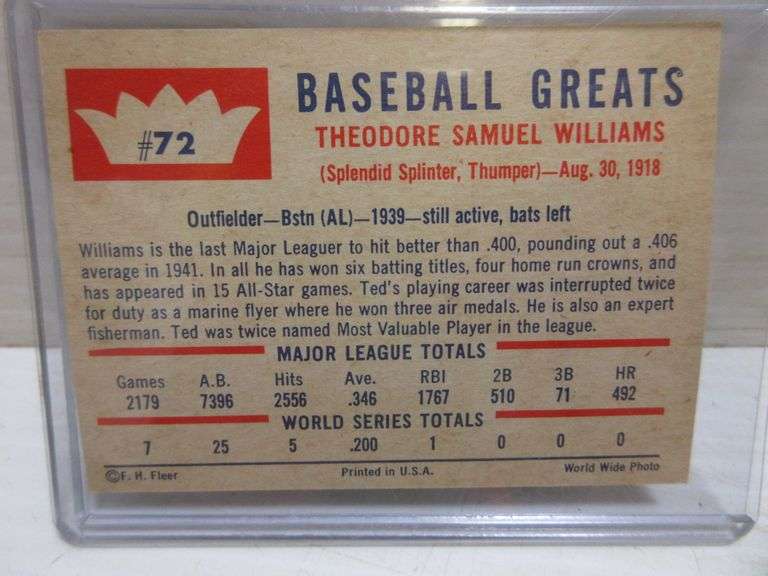 #72
BASEBALL GREATS
THEODORE SAMUEL WILLIAMS
(Splendid Splinter, Thumper)—Aug. 30, 1918
Outfielder—Bstn (AL)—1939—still active, bats left
Williams is the last Major Leaguer to hit better than .400, pounding out a .406
average in 1941. In all he has won six batting titles, four home run crowns, and
has appeared in 15 All-Star games. Ted's playing career was interrupted twice
for duty as a marine flyer where he won three air medals. He is also an expert
fisherman. Ted was twice named Most Valuable Player in the league.
MAJOR LEAGUE TOTALS
Games A.B. Hits Ave. RBI 2B 3B HR
2179 7396 2556 .346 1767 510 71 492
WORLD SERIES TOTALS
7 25 5 .200 1 0 0 0
©F. H. Fleer Printed in U.S.A. World Wide Photo